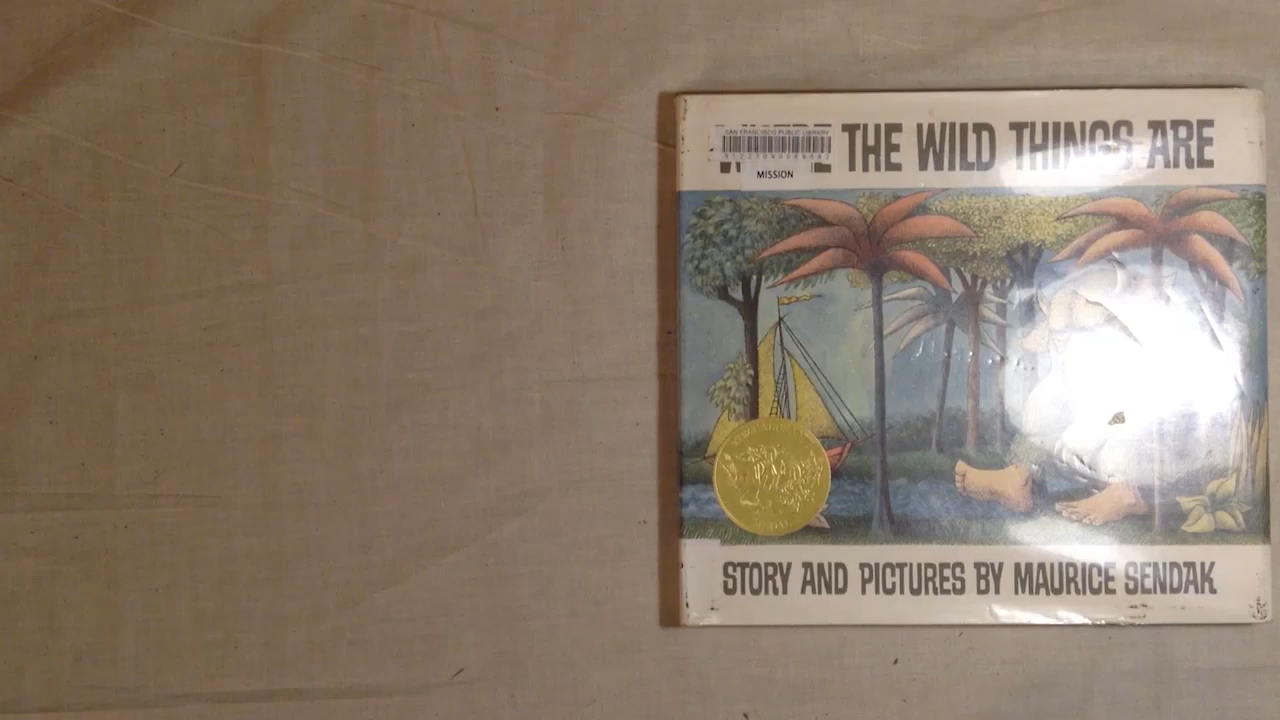 SAN FRANCISCO PUBLIC LIBRARY
THE WILD THINGS ARE
MISSION
STORY AND PICTURES BY MAURICE SENDAK